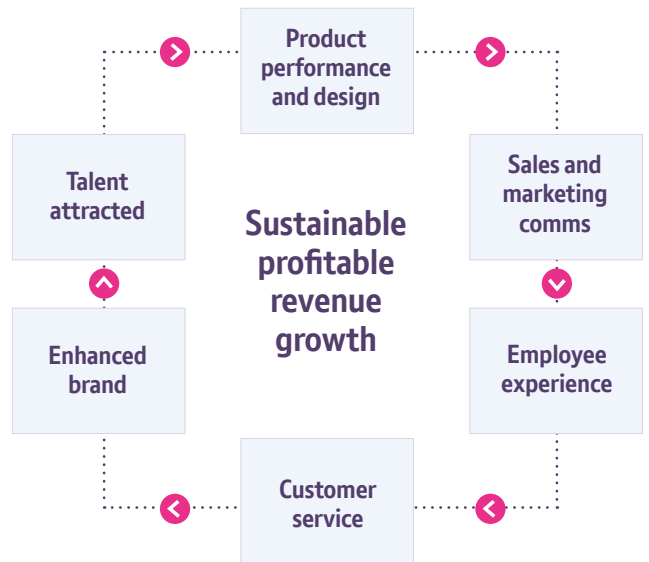 Product
performance
and design
Talent
attracted
Sales and
marketing
comms
Sustainable
profitable
revenue
growth
Enhanced
brand
Employee
experience
Customer
service